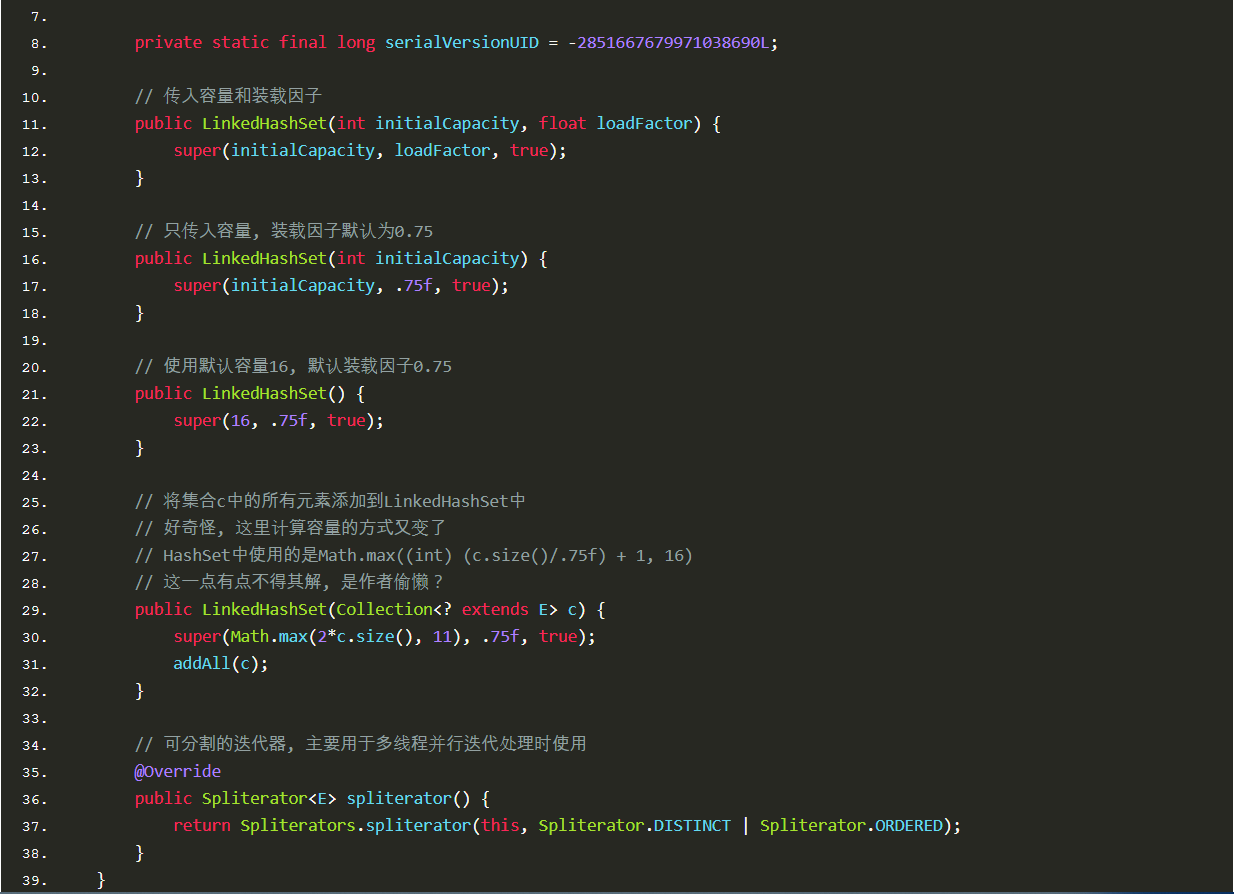 7.
8. private static final long serialVersionUID = -2851667679971038690L;
9.
10. // 传入容量和装载因子
11. public LinkedHashSet(int initialCapacity, float loadFactor) {
12. super(initialCapacity, loadFactor, true);
13. }
14.
15. // 只传入容量, 装载因子默认为0.75
16. public LinkedHashSet(int initialCapacity) {
17. super(initialCapacity, .75f, true);
18. }
19.
20. // 使用默认容量16, 默认装载因子0.75
21. public LinkedHashSet() {
22. super(16, .75f, true);
23. }
24.
25. // 将集合c中的所有元素添加到LinkedHashSet中
26. // 好奇怪, 这里计算容量的方式又变了
27. // HashSet中使用的是Math.max((int) (c.size()/.75f) + 1, 16)
28. // 这一点有点不得其解, 是作者偷懒？
29. public LinkedHashSet(Collection<? extends E> c) {
30. super(Math.max(2*c.size(), 11), .75f, true);
31. addAll(c);
32. }
33.
34. // 可分割的迭代器, 主要用于多线程并行迭代处理时使用
35. @Override
36. public Spliterator<E> spliterator() {
37. return Spliterators.spliterator(this, Spliterator.DISTINCT | Spliterator.ORDERED);
38. }
39. }